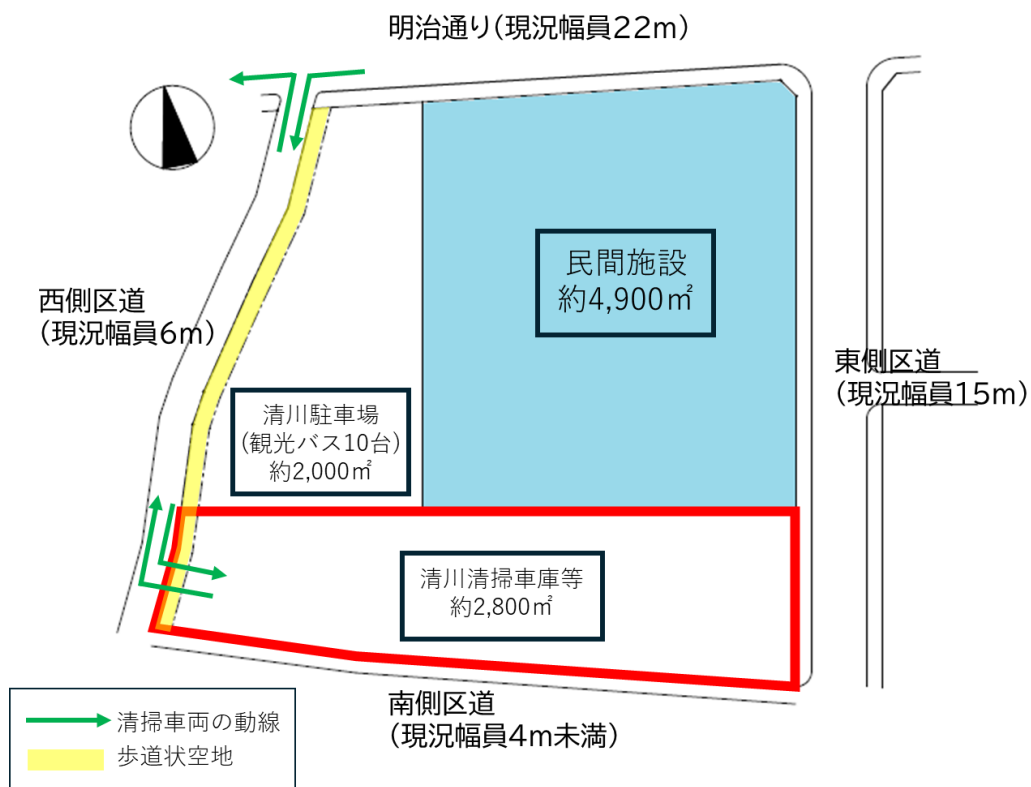 明治通り(現況幅員22m)
民間施設
約4,900㎡
西側区道
(現況幅員6m)
東側区道
(現況幅員15m)
清川駐車場
(観光バス10台)
約2,000㎡
清川清掃車庫等
約2,800㎡
南側区道
(現況幅員4m未満)
清掃車両の動線
歩道状空地